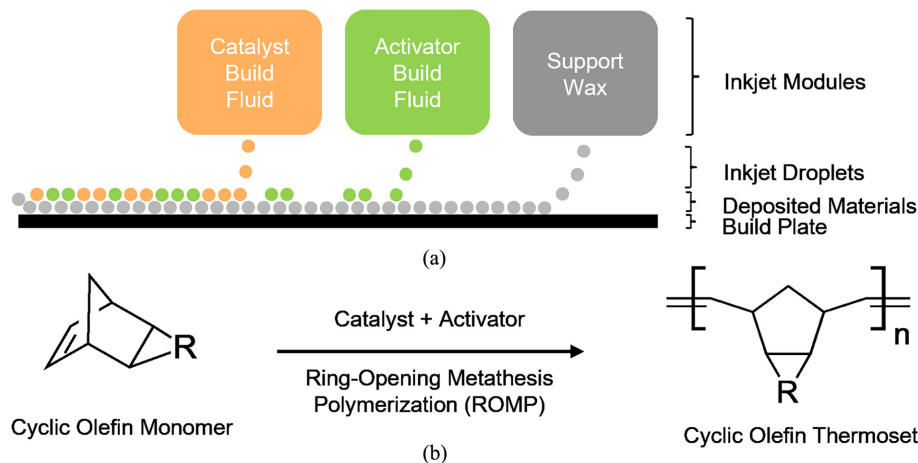 Catalyst
Build
Fluid
Activator
Build
Fluid
Support
Wax
Inkjet Modules
Inkjet Droplets
Deposited Materials
Build Plate
(a)
R
Cyclic Olefin Monomer
Catalyst + Activator
Ring-Opening Metathesis
Polymerization (ROMP)
n
R
Cyclic Olefin Thermoset
(b)